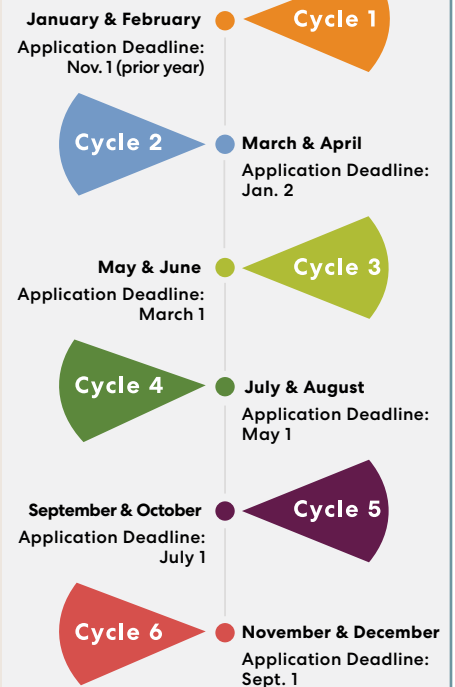 January & February
Cycle 1
Application Deadline:
Nov. 1 (prior year)
Cycle 2
March & April
Application Deadline:
Jan. 2
May & June
Cycle 3
Application Deadline:
March 1
Cycle 4
July & August
Application Deadline:
May 1
September & October
Cycle 5
Application Deadline:
July 1
Cycle 6
November & December
Application Deadline:
Sept. 1